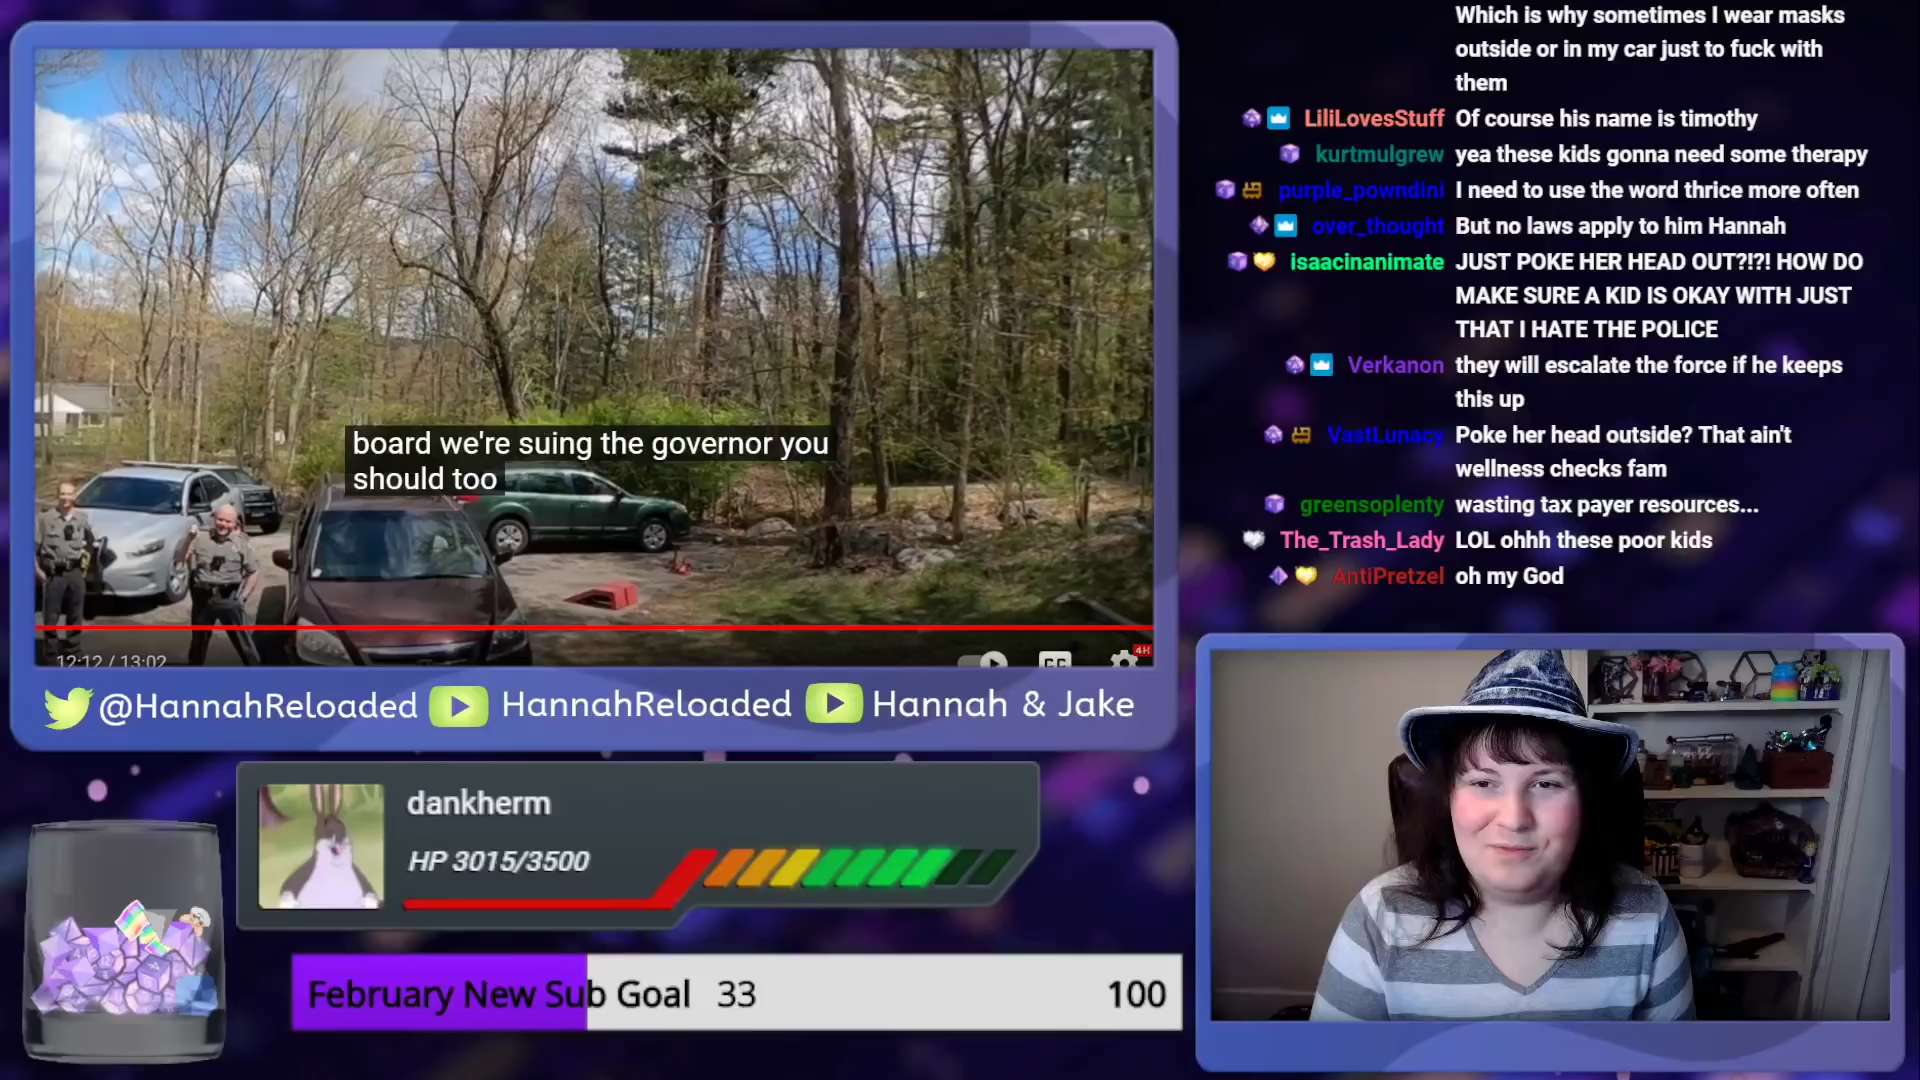 board we're suing the governor you
should too
12:12 / 13:02
4K
@HannahReloaded HannahReloaded Hannah & Jake
dankherm
HP 3015/3500
February New Sub Goal 33 100
Which is why sometimes I wear masks
outside or in my car just to fuck with
them
LiliLovesStuff Of course his name is timothy
kurtmulgrew yea these kids gonna need some therapy
purple_powndini I need to use the word thrice more often
over_thought But no laws apply to him Hannah
isaacinanimate JUST POKE HER HEAD OUT?!?! HOW DO
MAKE SURE A KID IS OKAY WITH JUST
THAT I HATE THE POLICE
Verkanon they will escalate the force if he keeps
this up
VastLunacy Poke her head outside? That ain't
wellness checks fam
greensoplenty wasting tax payer resources...
The_Trash_Lady LOL ohhh these poor kids
AntiPretzel oh my God